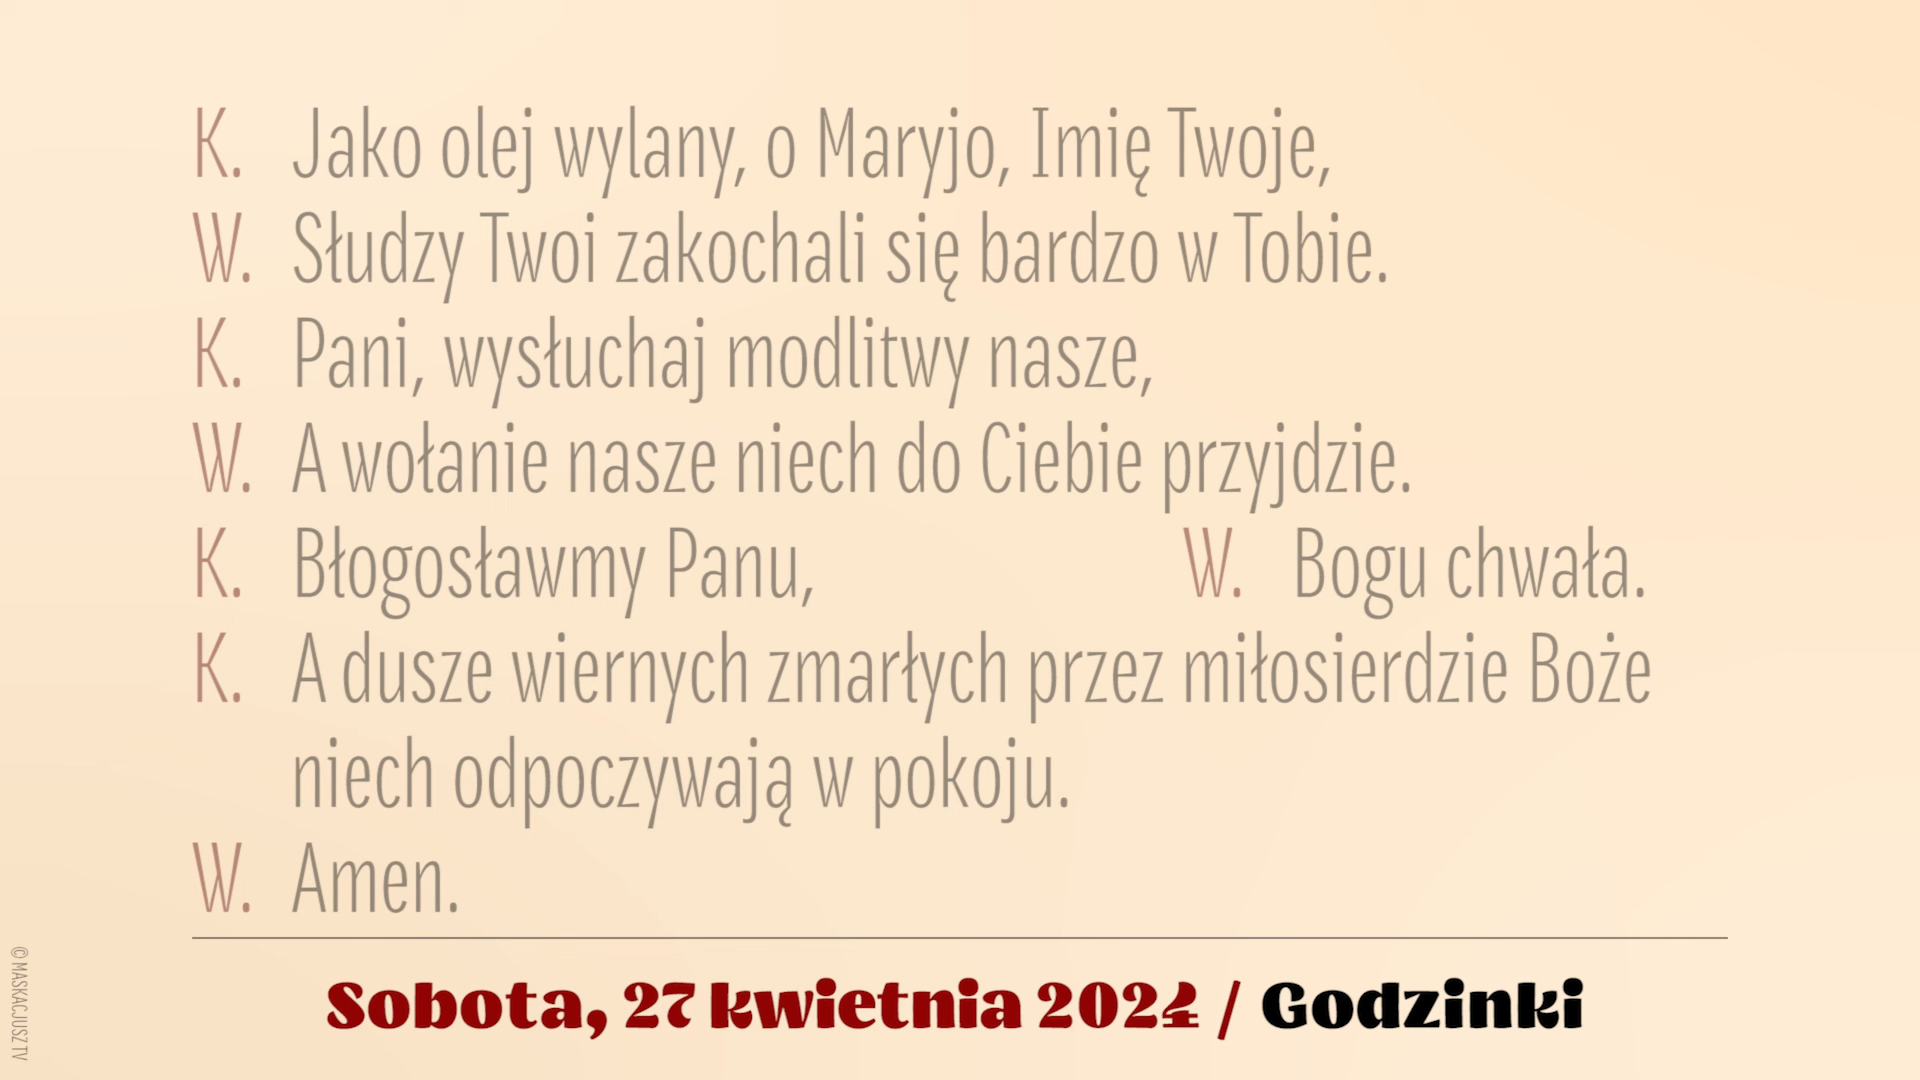 K. Jako olej wylany, o Maryjo, Imię Twoje,
W. Słudzy Twoi zakochali się bardzo w Tobie.
K. Pani, wysłuchaj modlitwy nasze,
W. A wołanie nasze niech do Ciebie przyjdzie.
K. Błogosławmy Panu, W. Bogu chwała.
K. A dusze wiernych zmarłych przez miłosierdzie Boże
niech odpoczywają w pokoju.
W. Amen.
Sobota, 27 kwietnia 2024 / Godzinki
© MASKACJUSZ TV